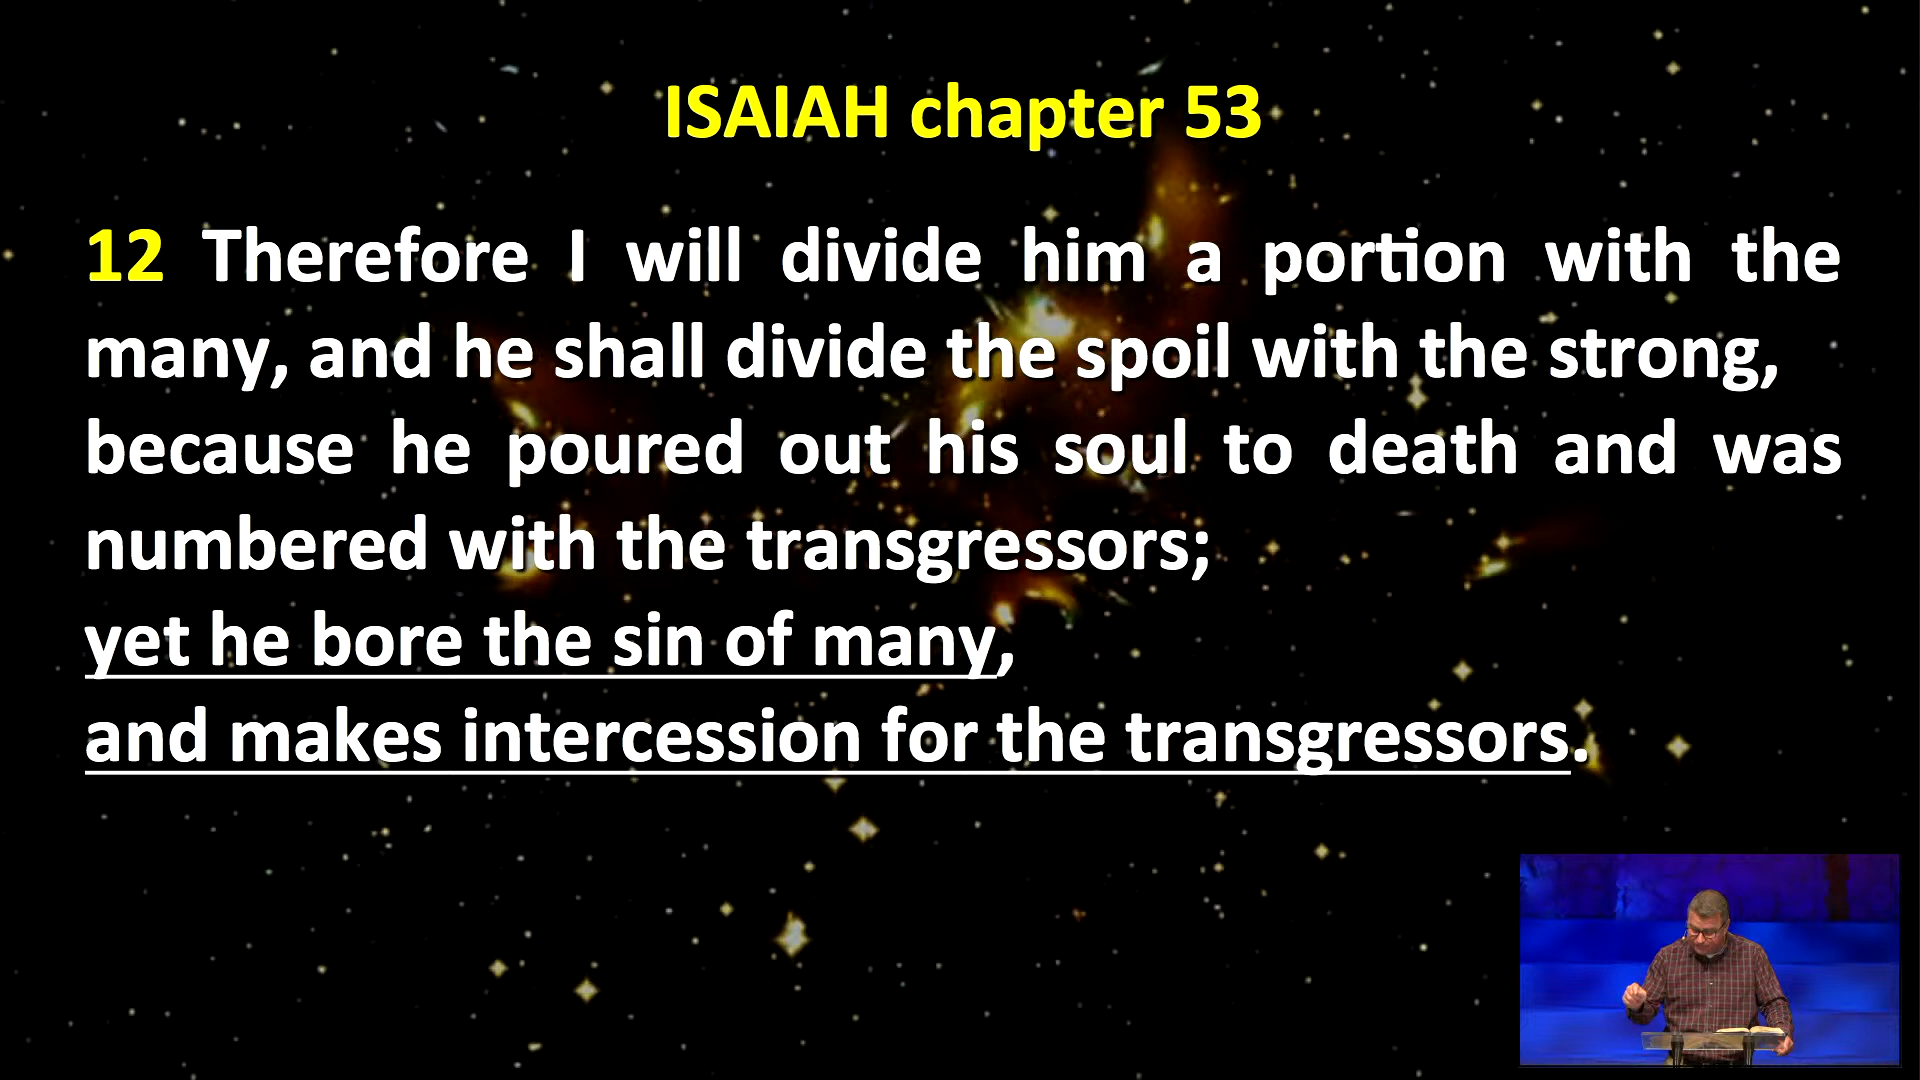 ISAIAH chapter 53
12 Therefore I will divide him a portion with the
many, and he shall divide the spoil with the strong,
because he poured out his soul to death and was
numbered with the transgressors;
yet he bore the sin of many,
and makes intercession for the transgressors.